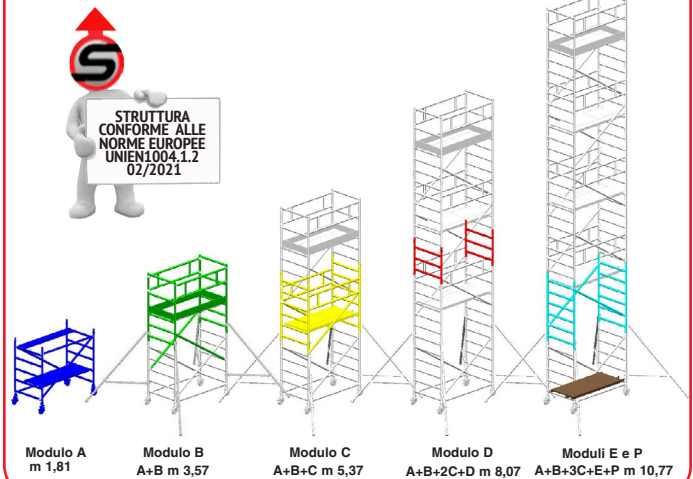 S
STRUTTURA
CONFORME ALLE
NORME EUROPEE
UNIEN1004.1.2
02/2021
Modulo A
m 1,81
Modulo B
A+B m 3,57
Modulo C
A+B+C m 5,37
Modulo D
A+B+2C+D m 8,07
Moduli E e P
A+B+3C+E+P m 10,77